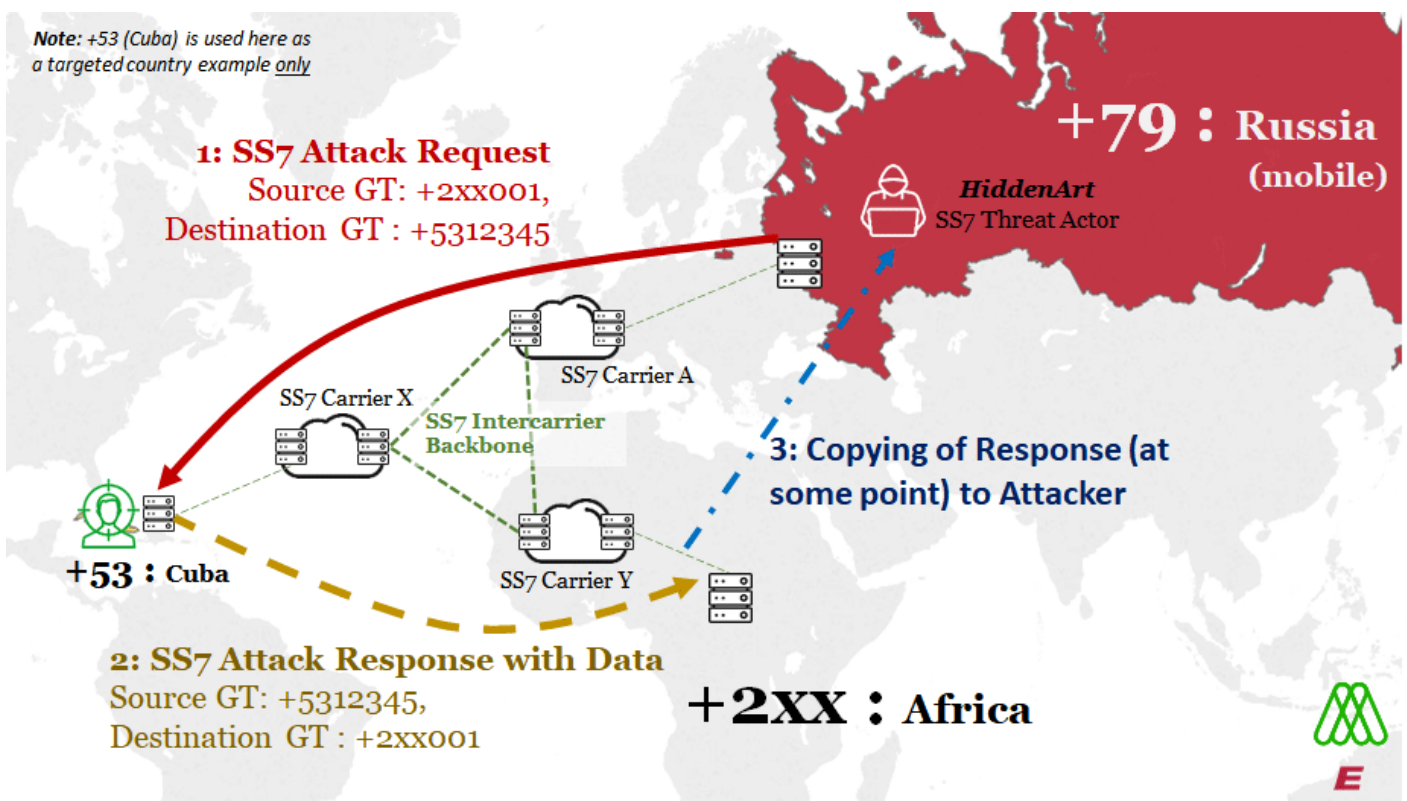 Note: +53 (Cuba) is used here as
a targeted country example only
+79 : Russia
(mobile)
1: SS7 Attack Request
Source GT: +2xx001,
Destination GT : +5312345
HiddenArt
SS7 Threat Actor
SS7 Carrier A
SS7 Carrier X
SS7 Intercarrier
Backbone
3: Copying of Response (at
some point) to Attacker
+53 : Cuba
SS7 Carrier Y
2: SS7 Attack Response with Data
Source GT: +5312345,
Destination GT : +2xx001
+2xx : Africa
E